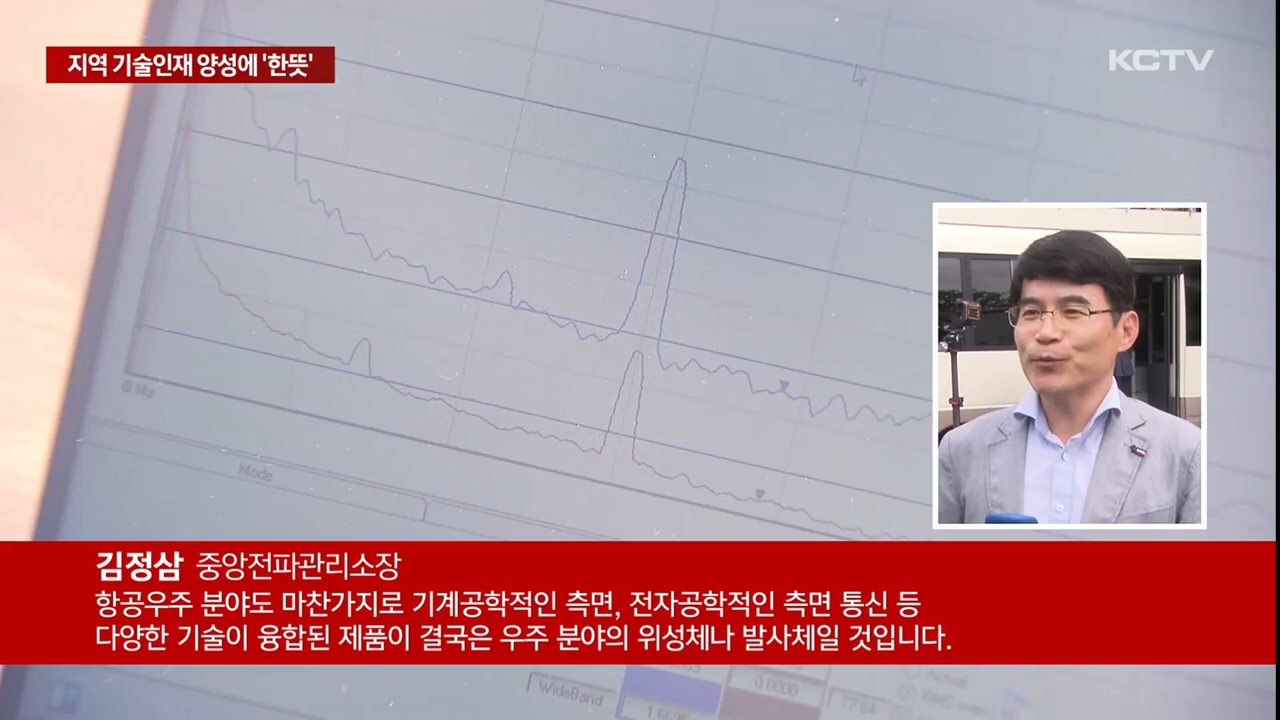 지역 기술인재 양성에 '한뜻'
KCTV
0 Hz
Mode
김정삼 중앙전파관리소장
항공우주 분야도 마찬가지로 기계공학적인 측면, 전자공학적인 측면 통신 등
다양한 기술이 융합된 제품이 결국은 우주 분야의 위성체나 발사체일 것입니다.
WideBand
0.0000